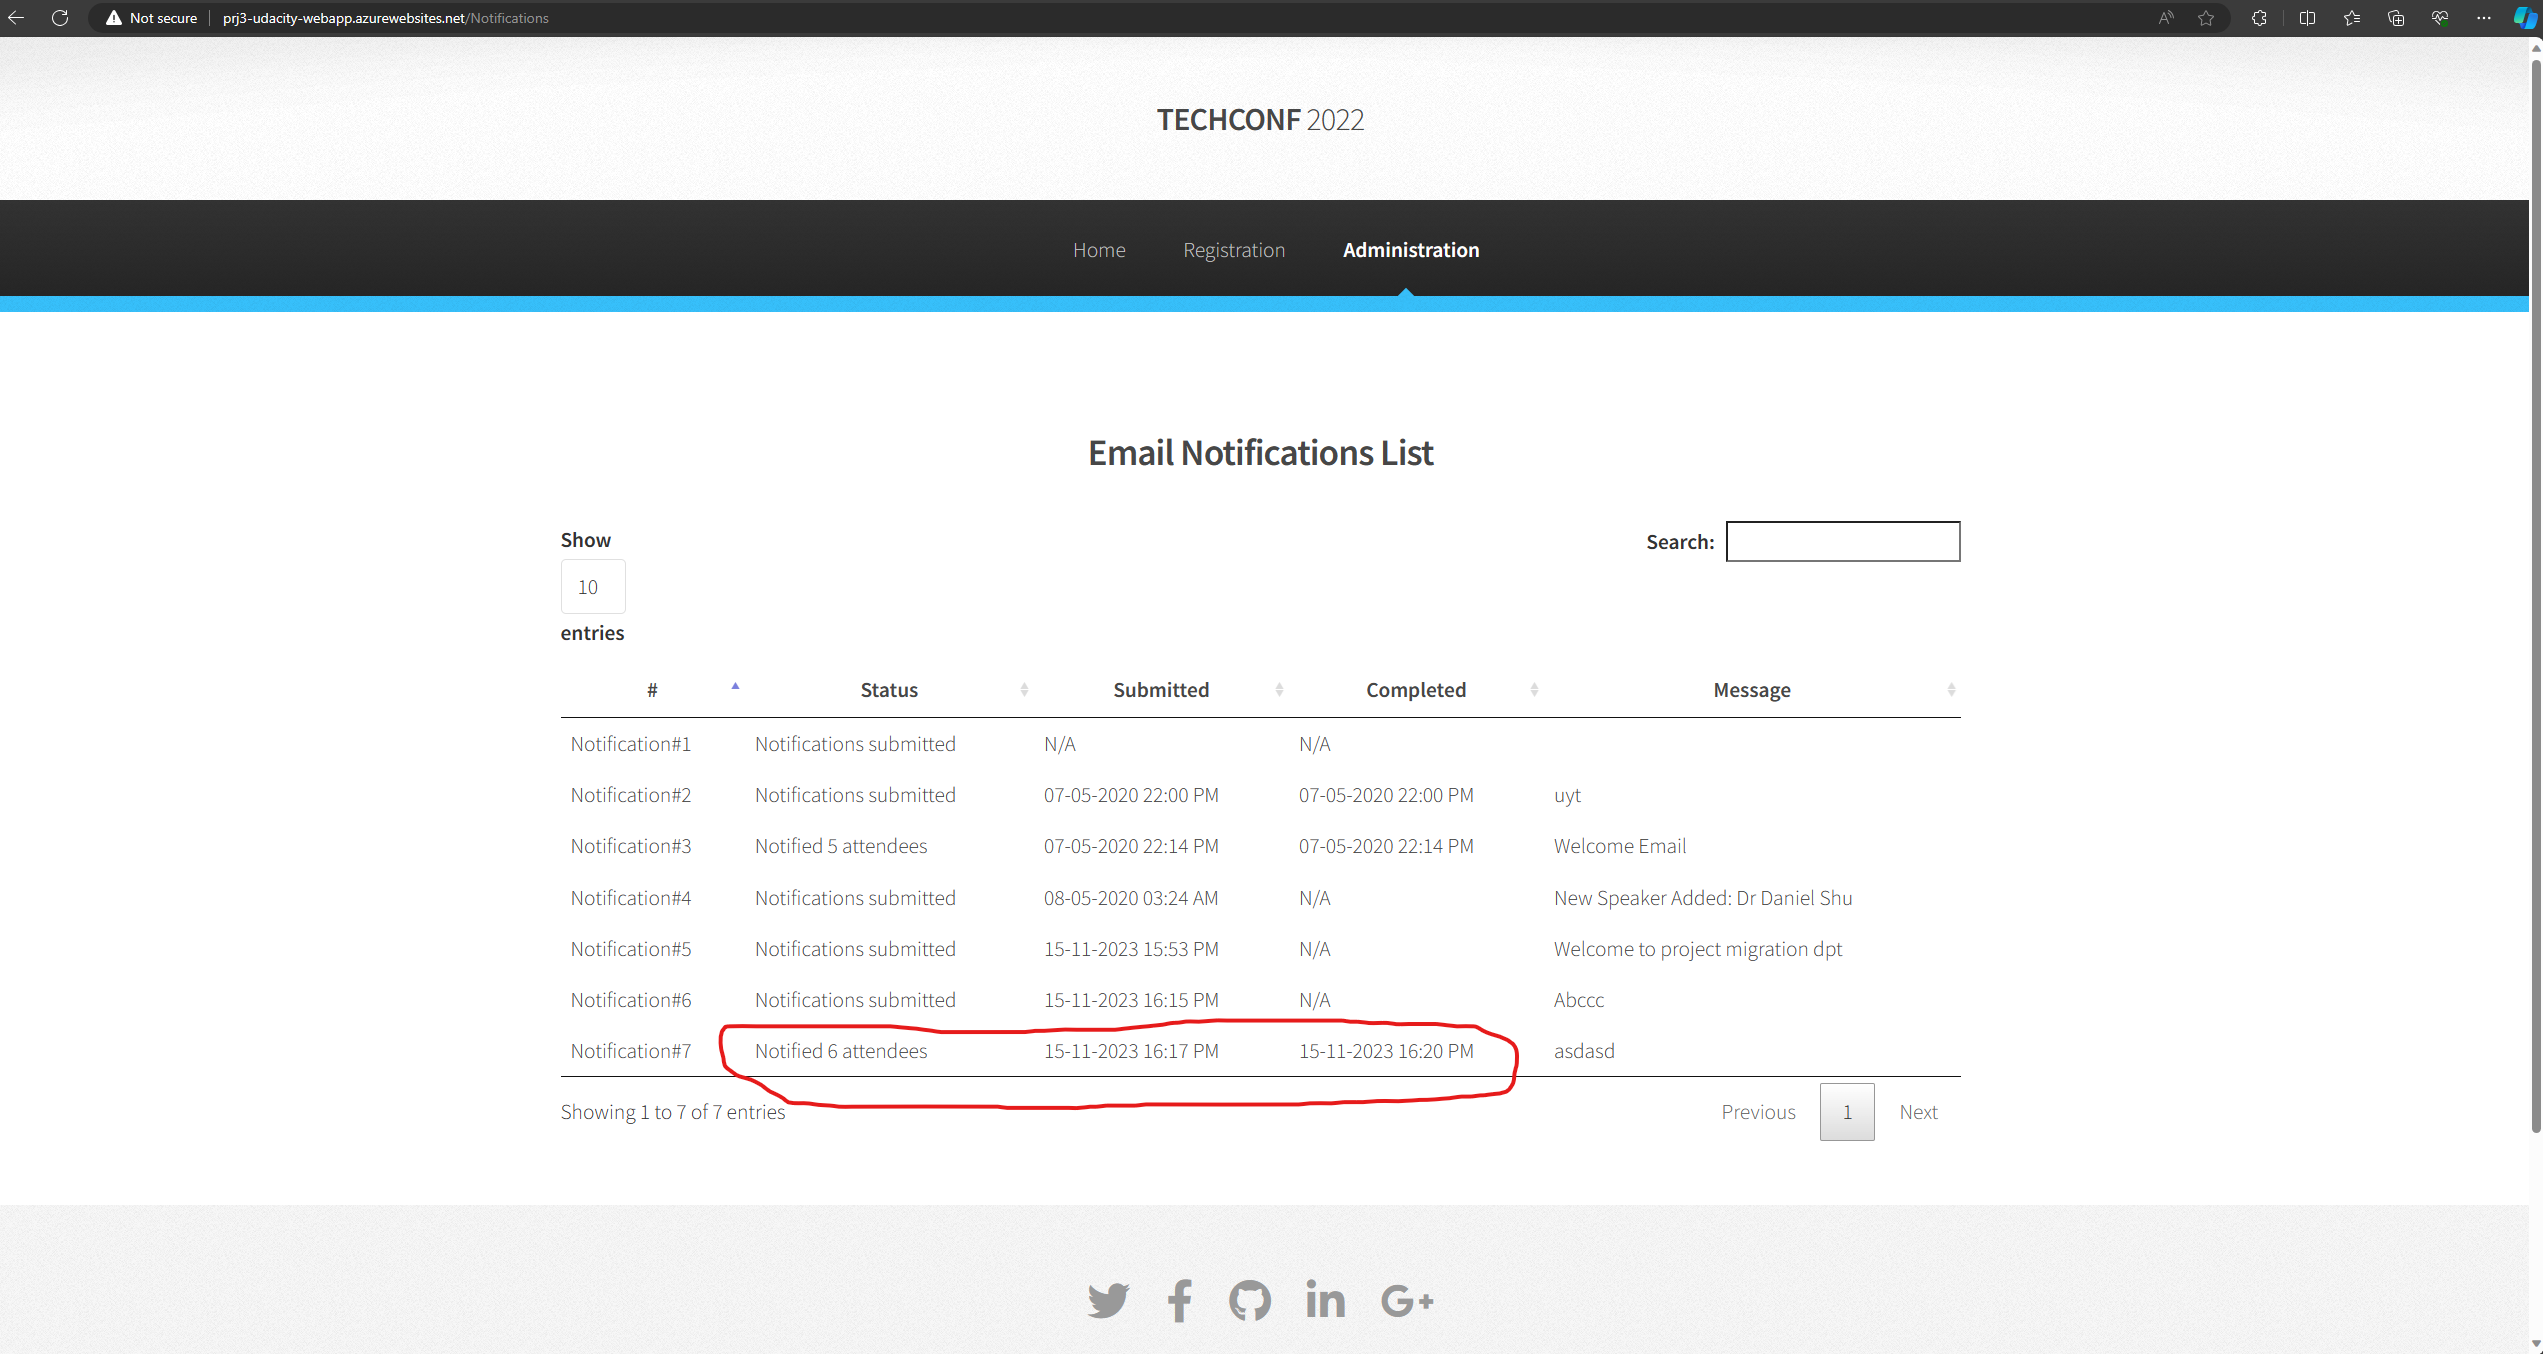 Not secure prj3-udacity-webapp.azurewebsites.net/Notifications
TECHCONF 2022
Home Registration Administration
Email Notifications List
Show
10
entries
Search:
# Status Submitted Completed Message
Notification#1 Notifications submitted N/A N/A
Notification#2 Notifications submitted 07-05-2020 22:00 PM 07-05-2020 22:00 PM uyt
Notification#3 Notified 5 attendees 07-05-2020 22:14 PM 07-05-2020 22:14 PM Welcome Email
Notification#4 Notifications submitted 08-05-2020 03:24 AM N/A New Speaker Added: Dr Daniel Shu
Notification#5 Notifications submitted 15-11-2023 15:53 PM N/A Welcome to project migration dpt
Notification#6 Notifications submitted 15-11-2023 16:15 PM N/A Abccc
Notification#7 Notified 6 attendees 15-11-2023 16:17 PM 15-11-2023 16:20 PM asdasd
Showing 1 to 7 of 7 entries
Previous 1 Next